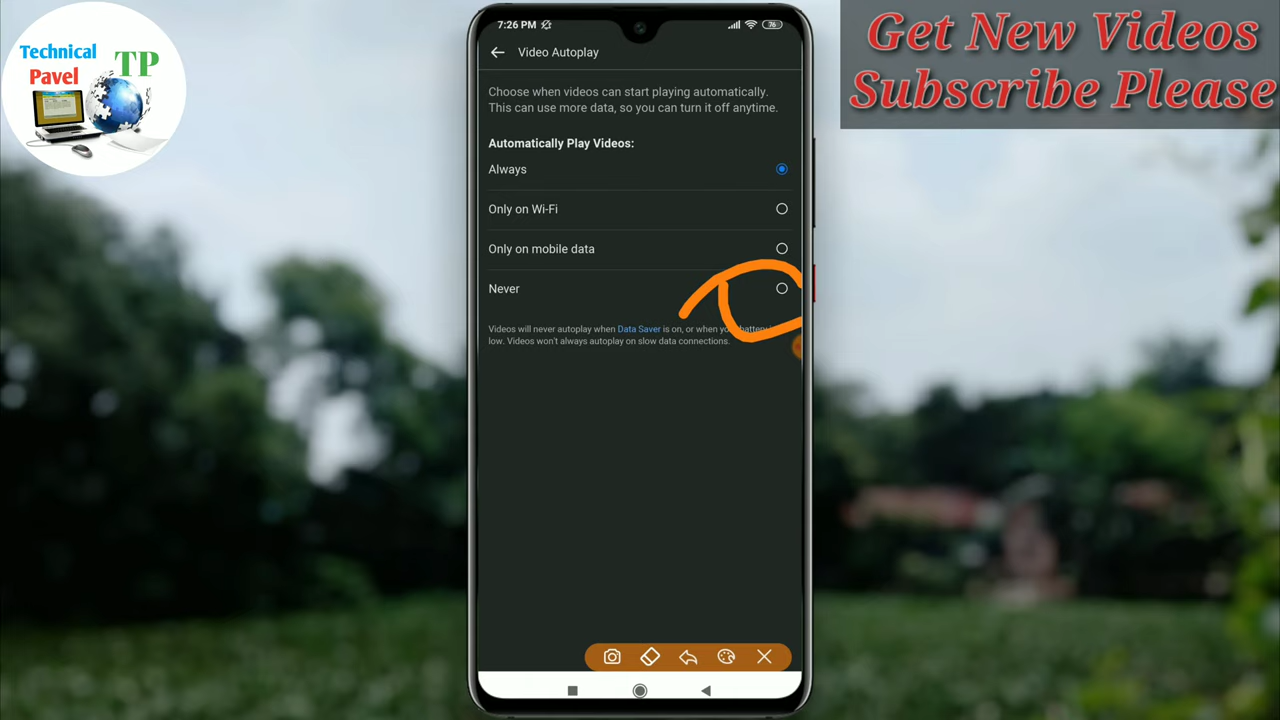 Technical
Pavel
TP
Get New Videos
Subscribe Please
7:26 PM
76
Video Autoplay
Choose when videos can start playing automatically.
This can use more data, so you can turn it off anytime.
Automatically Play Videos:
Always
Only on Wi-Fi
Only on mobile data
Never
Videos will never autoplay when Data Saver is on, or when your battery
low. Videos won't always autoplay on slow data connections.